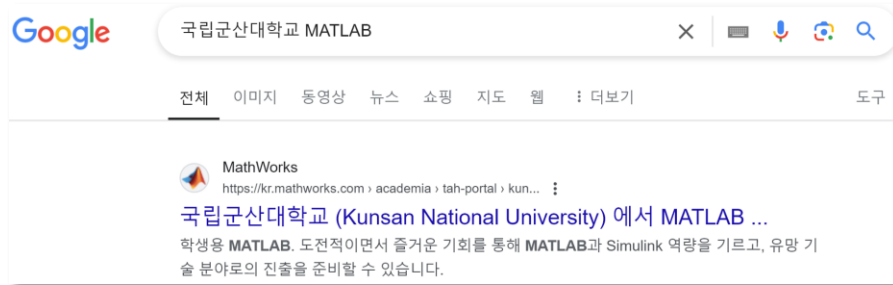 Google
국립군산대학교 MATLAB
전체 이미지 동영상 뉴스 쇼핑 지도 웹 더보기 도구
MathWorks
https://kr.mathworks.com › academia › tah-portal › kun...
국립군산대학교 (Kunsan National University) 에서 MATLAB ...
학생용 MATLAB. 도전적이면서 즐거운 기회를 통해 MATLAB과 Simulink 역량을 기르고, 유망 기
술 분야로의 진출을 준비할 수 있습니다.